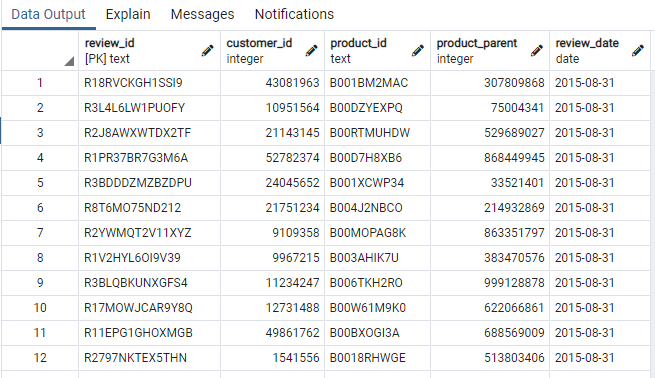 Data Output Explain Messages Notifications
review_id customer_id product_id product_parent review_date
[PK] text integer text integer date
1 R18RVCKGH1SSI9 43081963 B001BM2MAC 307809868 2015-08-31
2 R3L4L6LW1PUOFY 10951564 B00DZYEXPQ 75004341 2015-08-31
3 R2J8AWXWTDX2TF 21143145 B00RTMUHDW 529689027 2015-08-31
4 R1PR37BR7G3M6A 52782374 B00D7H8XB6 868449945 2015-08-31
5 R3BDDDZMZBZDPU 24045652 B001XCWP34 33521401 2015-08-31
6 R8T6MO75ND212 21751234 B004J2NBCO 214932869 2015-08-31
7 R2YWMQT2V11XYZ 9109358 B00MOPAG8K 863351797 2015-08-31
8 R1V2HYL6OI9V39 9967215 B003AHIK7U 383470576 2015-08-31
9 R3BLQBKUNXGFS4 11234247 B006TKH2RO 999128878 2015-08-31
10 R17MOWJCAR9Y8Q 12731488 B00W61M9K0 622066861 2015-08-31
11 R11EPG1GHOXMGB 49861762 B00BXOGI3A 688569009 2015-08-31
12 R2797NKTEX5THN 1541556 B0018RHWGE 513803406 2015-08-31